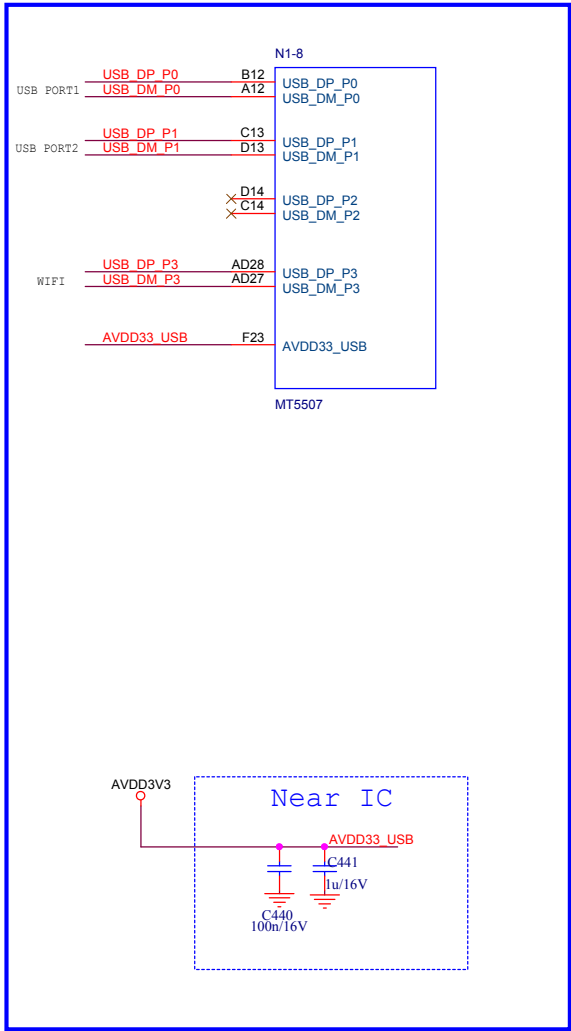 N1-8
USB PORT1
USB_DP_P0 B12 USB_DP_P0
USB_DM_P0 A12 USB_DM_P0
USB PORT2
USB_DP_P1 C13 USB_DP_P1
USB_DM_P1 D13 USB_DM_P1
D14 USB_DP_P2
C14 USB_DM_P2
WIFI
USB_DP_P3 AD28 USB_DP_P3
USB_DM_P3 AD27 USB_DM_P3
AVDD33_USB F23 AVDD33_USB
MT5507
AVDD3V3
Near IC
AVDD33_USB
C441
1u/16V
C440
100n/16V